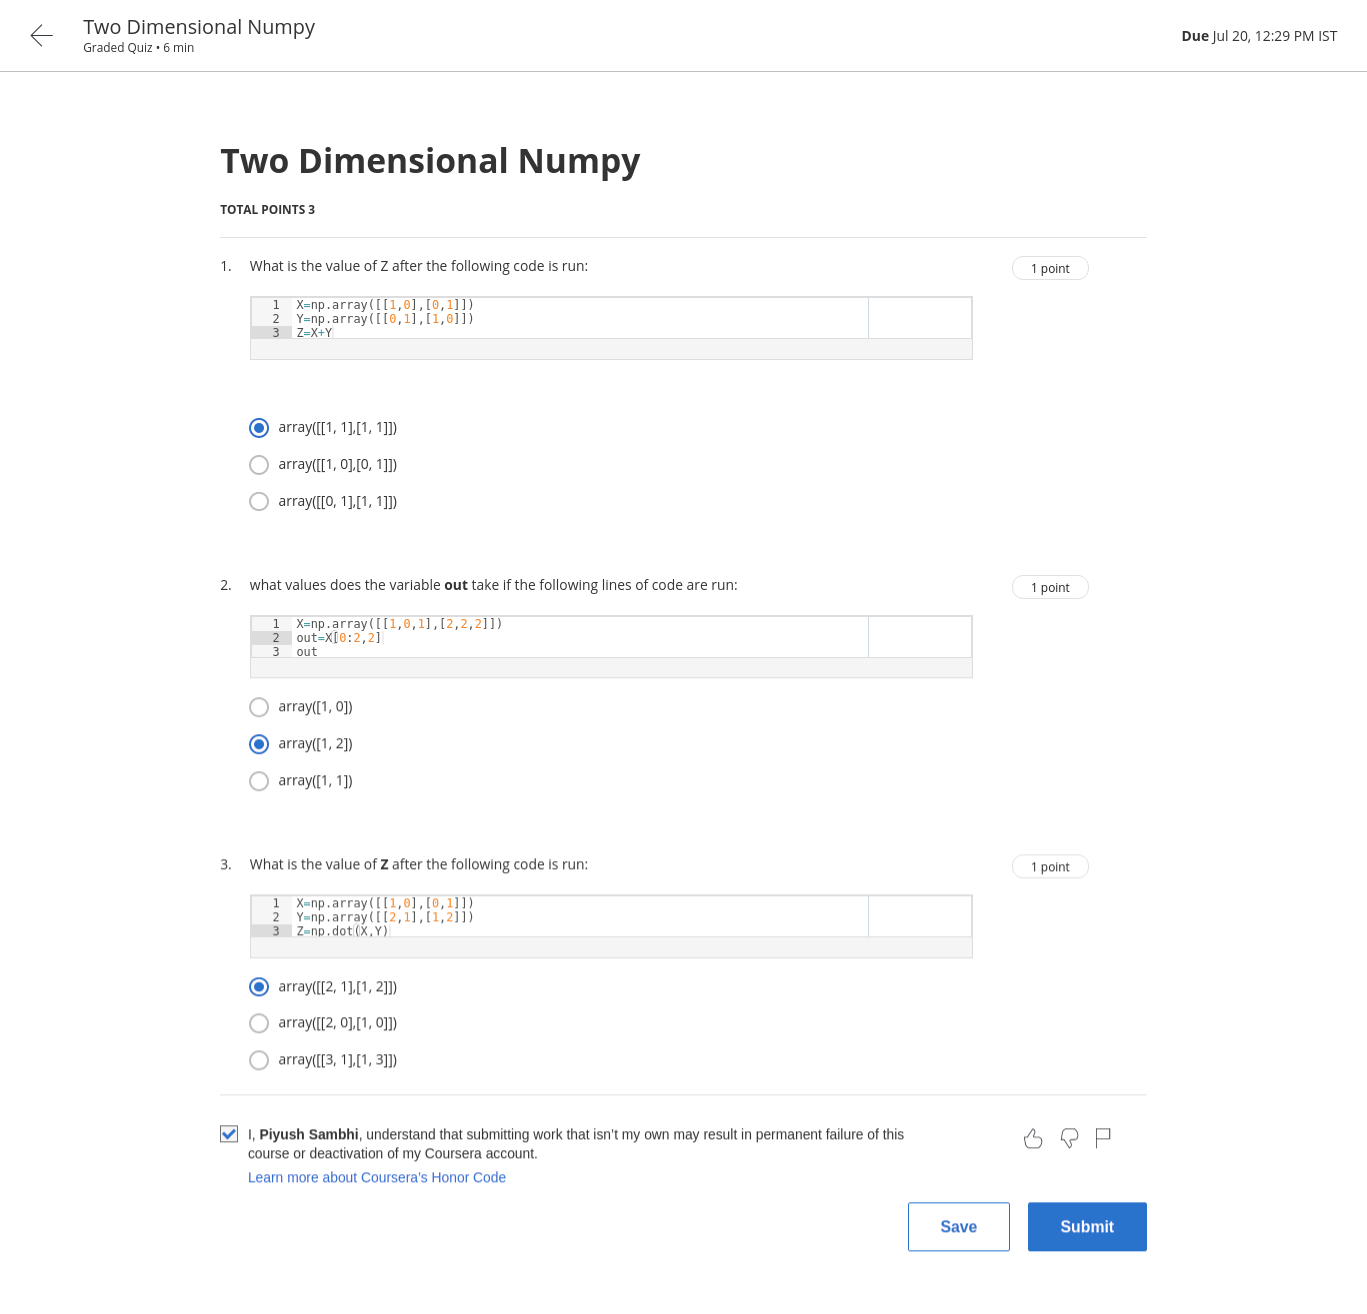 Two Dimensional Numpy
Graded Quiz • 6 min
Due Jul 20, 12:29 PM IST
Two Dimensional Numpy
TOTAL POINTS 3
1. What is the value of Z after the following code is run:
1 point
1 X=np.array([[1,0],[0,1]])
2 Y=np.array([[0,1],[1,0]])
3 Z=X+Y
array([[1, 1],[1, 1]])
array([[1, 0],[0, 1]])
array([[0, 1],[1, 1]])
2. what values does the variable out take if the following lines of code are run:
1 point
1 X=np.array([[1,0,1],[2,2,2]])
2 out=X[0:2,2]
3 out
array([1, 0])
array([1, 2])
array([1, 1])
3. What is the value of Z after the following code is run:
1 point
1 X=np.array([[1,0],[0,1]])
2 Y=np.array([[2,1],[1,2]])
3 Z=np.dot(X,Y)
array([[2, 1],[1, 2]])
array([[2, 0],[1, 0]])
array([[3, 1],[1, 3]])
I, Piyush Sambhi, understand that submitting work that isn’t my own may result in permanent failure of this
course or deactivation of my Coursera account.
Learn more about Coursera’s Honor Code
Save
Submit